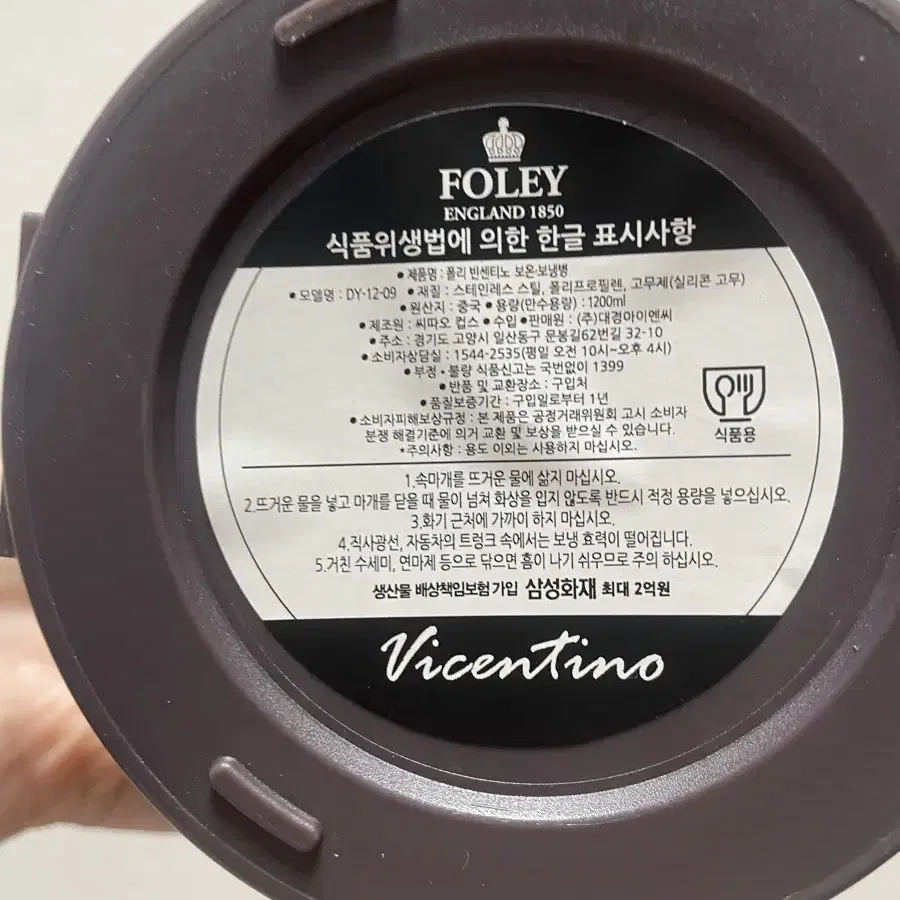 FOLEY
ENGLAND 1850
식품위생법에 의한 한글 표시사항
• 제품명 : 폴리 빈센티노 보온·보냉병
• 모델명 : DY-12-09 • 재질 : 스테인레스 스틸, 폴리프로필렌, 고무제(실리콘 고무)
• 원산지 : 중국 • 용량(만수용량) : 1200ml
• 제조원 : 씨따오 컵스 • 수입 • 판매원 : (주)대경아이엔씨
• 주소 : 경기도 고양시 일산동구 문봉길62번길 32-10
• 소비자상담실 : 1544-2535(평일 오전 10시~오후 4시)
• 부정 • 불량 식품신고는 국번없이 1399
• 반품 및 교환장소 : 구입처
• 품질보증기간 : 구입일로부터 1년
• 소비자피해보상규정 : 본 제품은 공정거래위원회 고시 소비자
분쟁 해결기준에 의거 교환 및 보상을 받으실 수 있습니다.
*주의사항 : 용도 이외는 사용하지 마십시오.
식품용
1.속마개를 뜨거운 물에 삶지 마십시오.
2.뜨거운 물을 넣고 마개를 닫을 때 물이 넘쳐 화상을 입지 않도록 반드시 적정 용량을 넣으십시오.
3.화기 근처에 가까이 하지 마십시오.
4.직사광선, 자동차의 트렁크 속에서는 보냉 효력이 떨어집니다.
5.거친 수세미, 연마제 등으로 닦으면 흠이 나기 쉬우므로 주의 하십시오.
생산물 배상책임보험 가입 삼성화재 최대 2억원
Vicentino